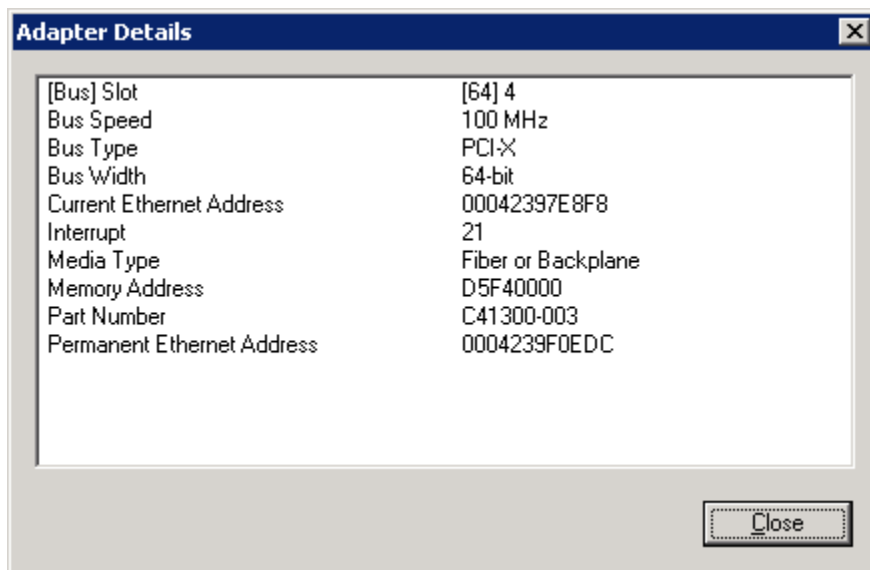 Adapter Details
[Bus] Slot [64] 4
Bus Speed 100 MHz
Bus Type PCI-X
Bus Width 64-bit
Current Ethernet Address 00042397E8F8
Interrupt 21
Media Type Fiber or Backplane
Memory Address D5F40000
Part Number C41300-003
Permanent Ethernet Address 0004239F0EDC
Close